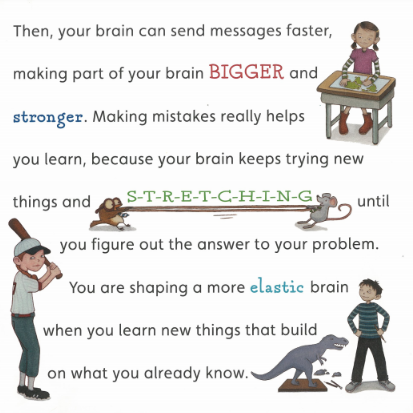 Then, your brain can send messages faster,
making part of your brain BIGGER and
stronger. Making mistakes really helps
you learn, because your brain keeps trying new
things and S-T-R-E-T-C-H-I-N-G until
you figure out the answer to your problem.
You are shaping a more elastic brain
when you learn new things that build
on what you already know.